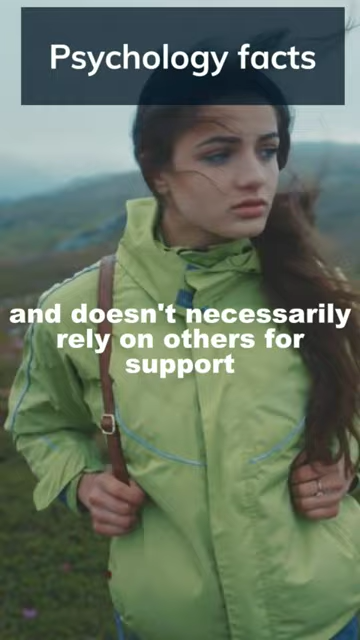 Psychology facts
and doesn't necessarily
rely on others for
support